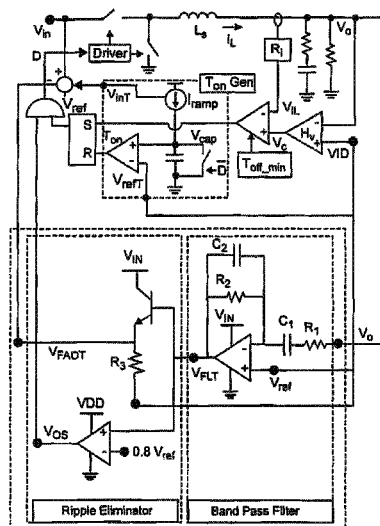 V_in
D
Driver
L_s
i_L
V_o
R_i
V_ref
V_inT
T_on Gen
I_ramp
S
R
T_on
V_cap
V_refT
D̅
V_iL
V_c
H_v
VID
T_off_min
C_2
R_2
V_IN
V_IN
C_1
R_1
V_o
V_FADT
R_3
V_FLT
V_ref
VDD
V_OS
0.8 V_ref
Ripple Eliminator
Band Pass Filter